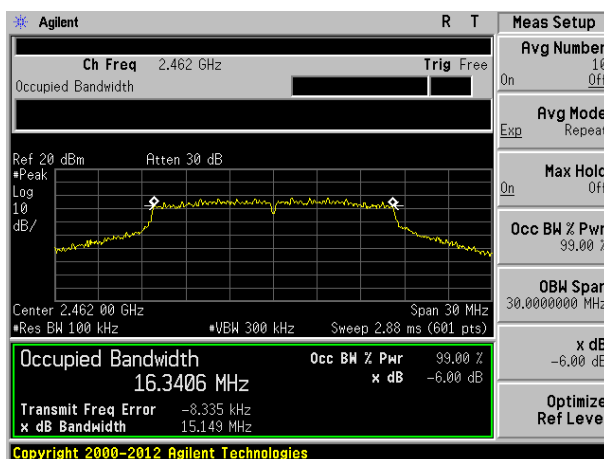 Agilent R T
Ch Freq 2.462 GHz Trig Free
Occupied Bandwidth
Ref 20 dBm Atten 30 dB
#Peak
Log
10
dB/
Center 2.462 00 GHz Span 30 MHz
#Res BW 100 kHz #VBW 300 kHz Sweep 2.88 ms (601 pts)
Occupied Bandwidth Occ BW % Pwr 99.00 %
16.3406 MHz x dB -6.00 dB
Transmit Freq Error -8.335 kHz
x dB Bandwidth 15.149 MHz
Copyright 2000-2012 Agilent Technologies
Meas Setup
Avg Number
10
On Off
Avg Mode
Exp Repeat
Max Hold
On Off
Occ BW % Pwr
99.00 %
OBW Span
30.0000000 MHz
x dB
-6.00 dB
Optimize
Ref Level